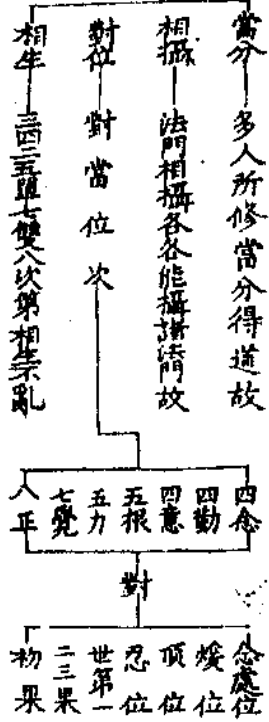 當分 多人所修當分得道故
相攝 法門相攝各各能攝諸法門故
對位 對當位次
相生 三四二五單七雙八次第相生不亂
四念
四勤
四意
五根
五力
七覺
八正
對
念處位
煖位
頂位
忍位
世第一
二三果
初果